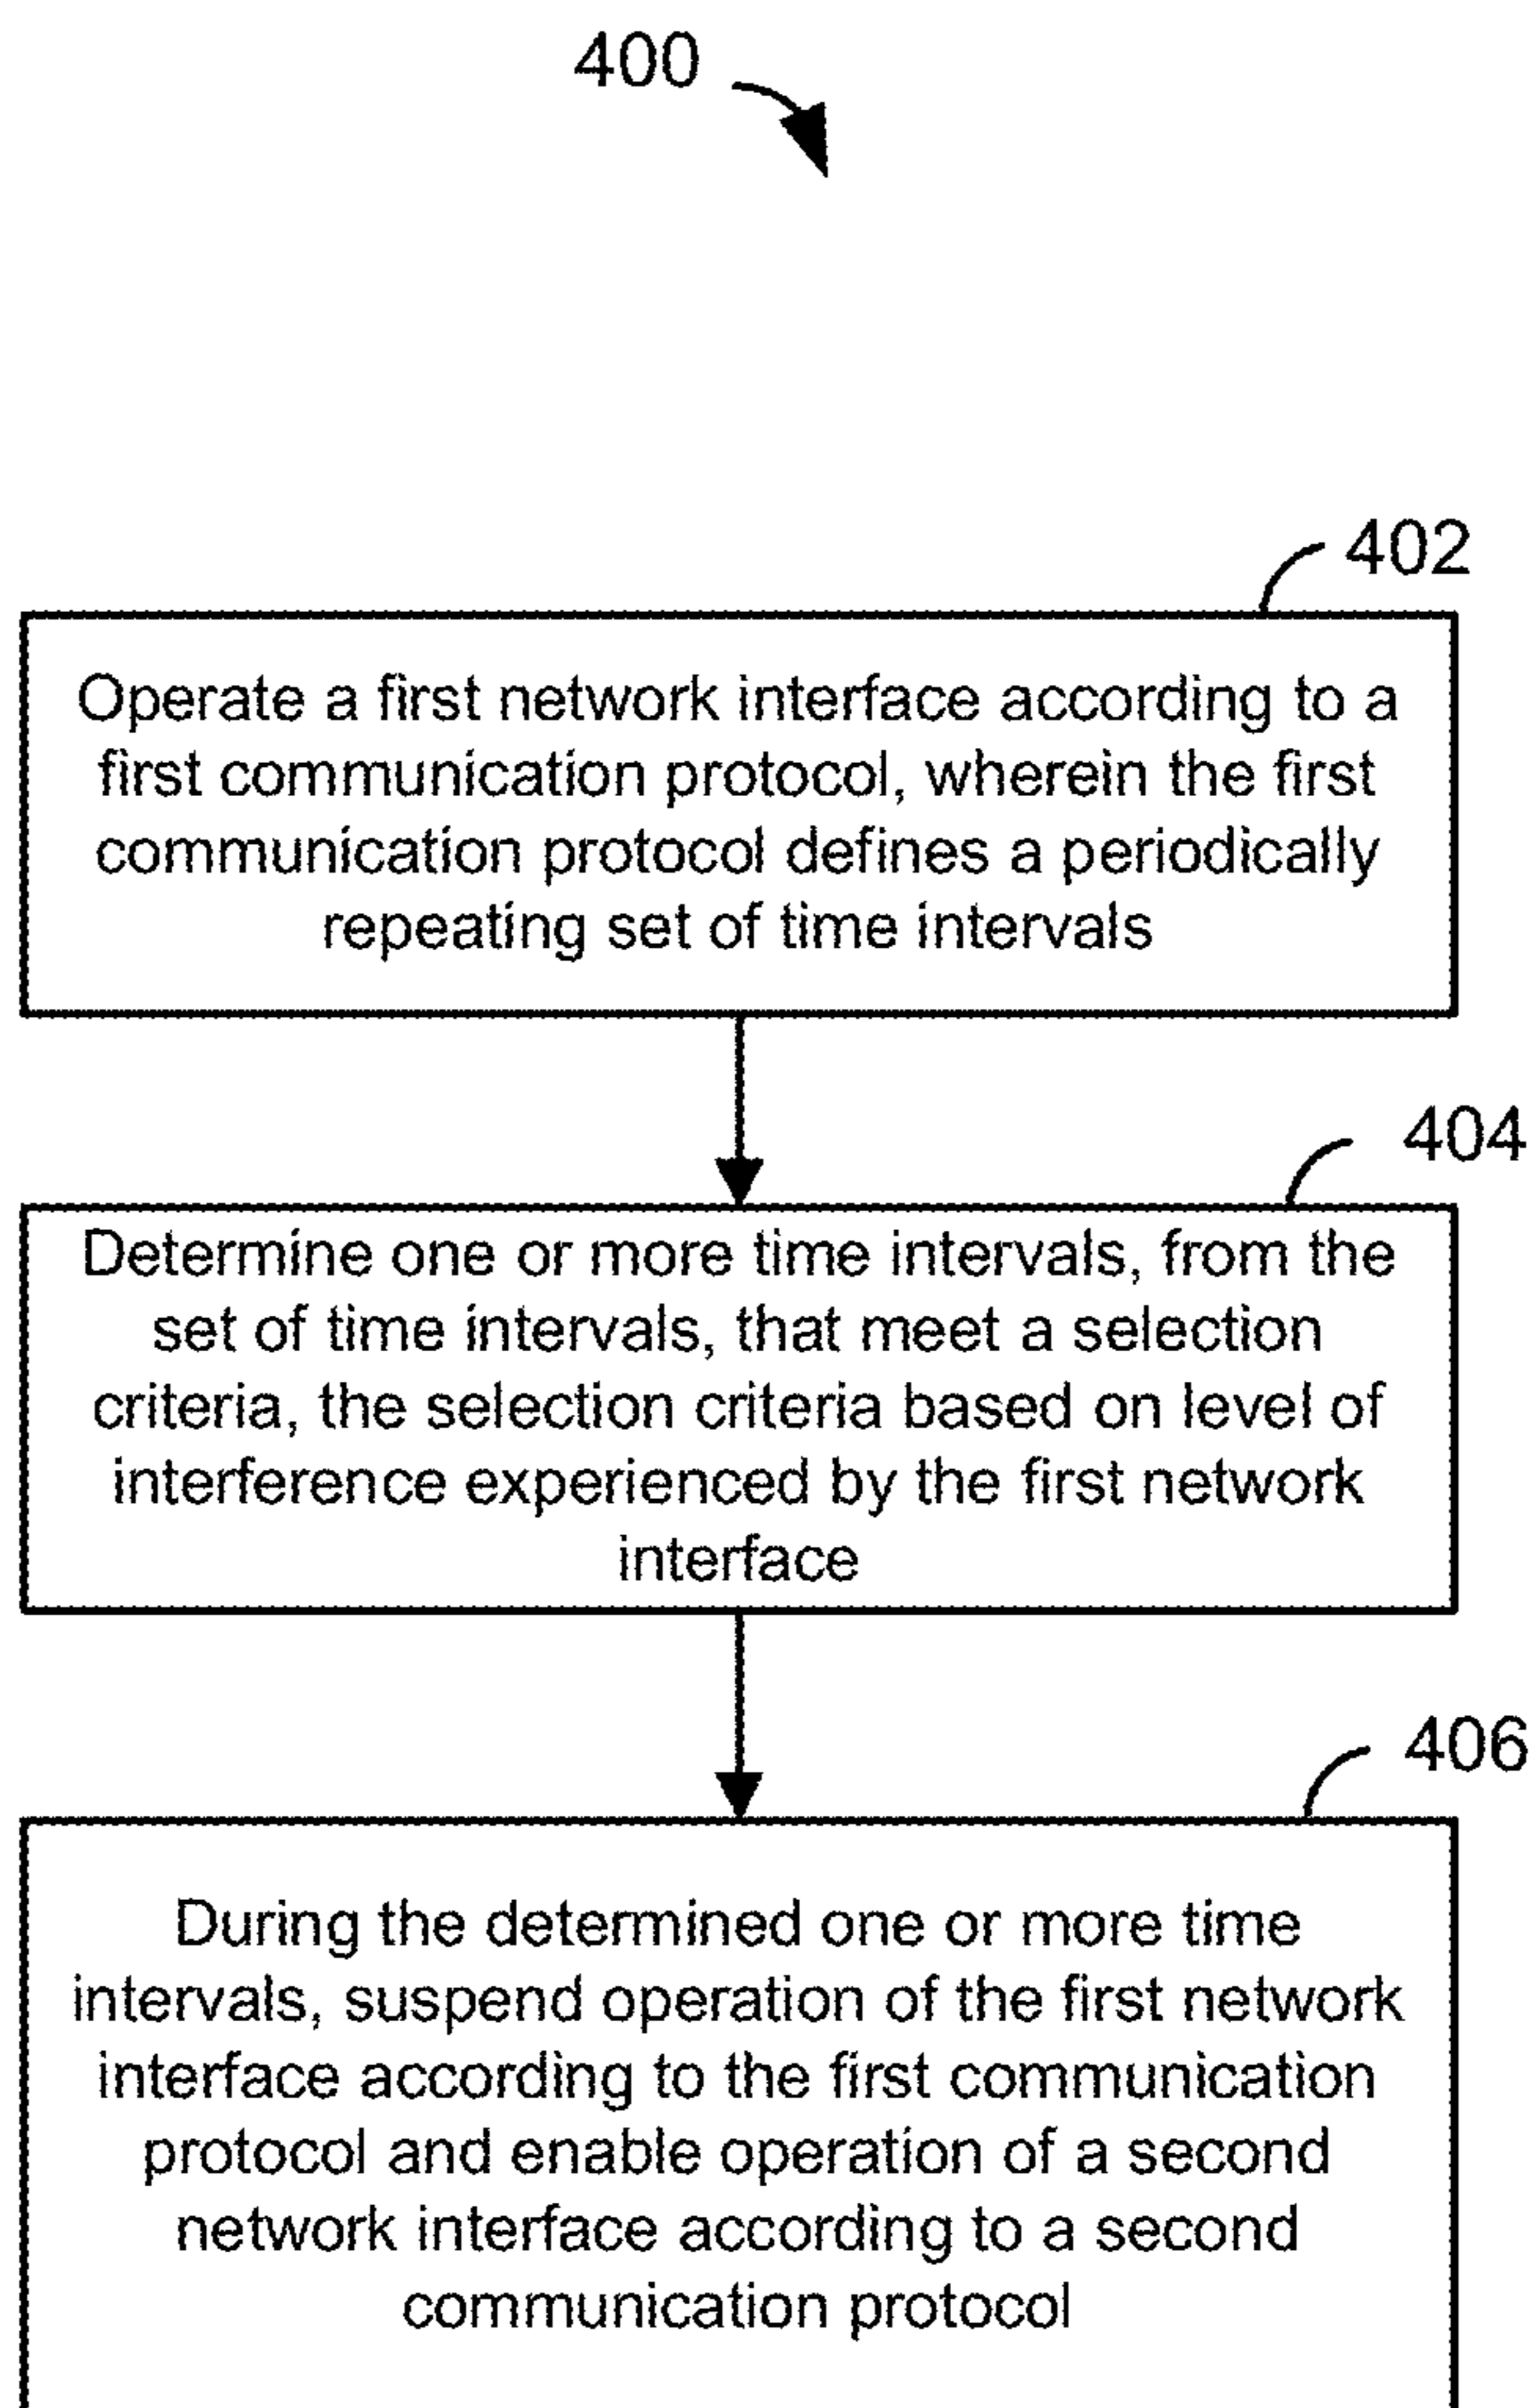 400
402
Operate a first network interface according to a
first communication protocol, wherein the first
communication protocol defines a periodically
repeating set of time intervals
404
Determine one or more time intervals, from the
set of time intervals, that meet a selection
criteria, the selection criteria based on level of
interference experienced by the first network
interface
406
During the determined one or more time
intervals, suspend operation of the first network
interface according to the first communication
protocol and enable operation of a second
network interface according to a second
communication protocol